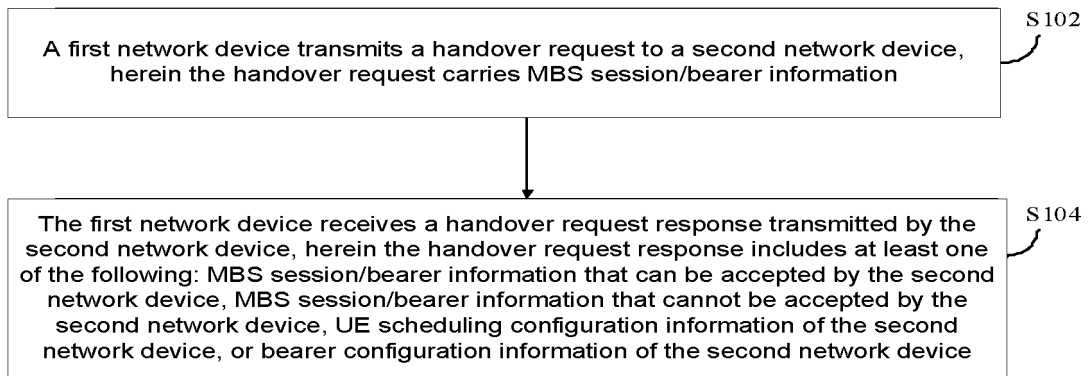 S102
A first network device transmits a handover request to a second network device,
herein the handover request carries MBS session/bearer information
S104
The first network device receives a handover request response transmitted by the
second network device, herein the handover request response includes at least one
of the following: MBS session/bearer information that can be accepted by the second
network device, MBS session/bearer information that cannot be accepted by the
second network device, UE scheduling configuration information of the second
network device, or bearer configuration information of the second network device